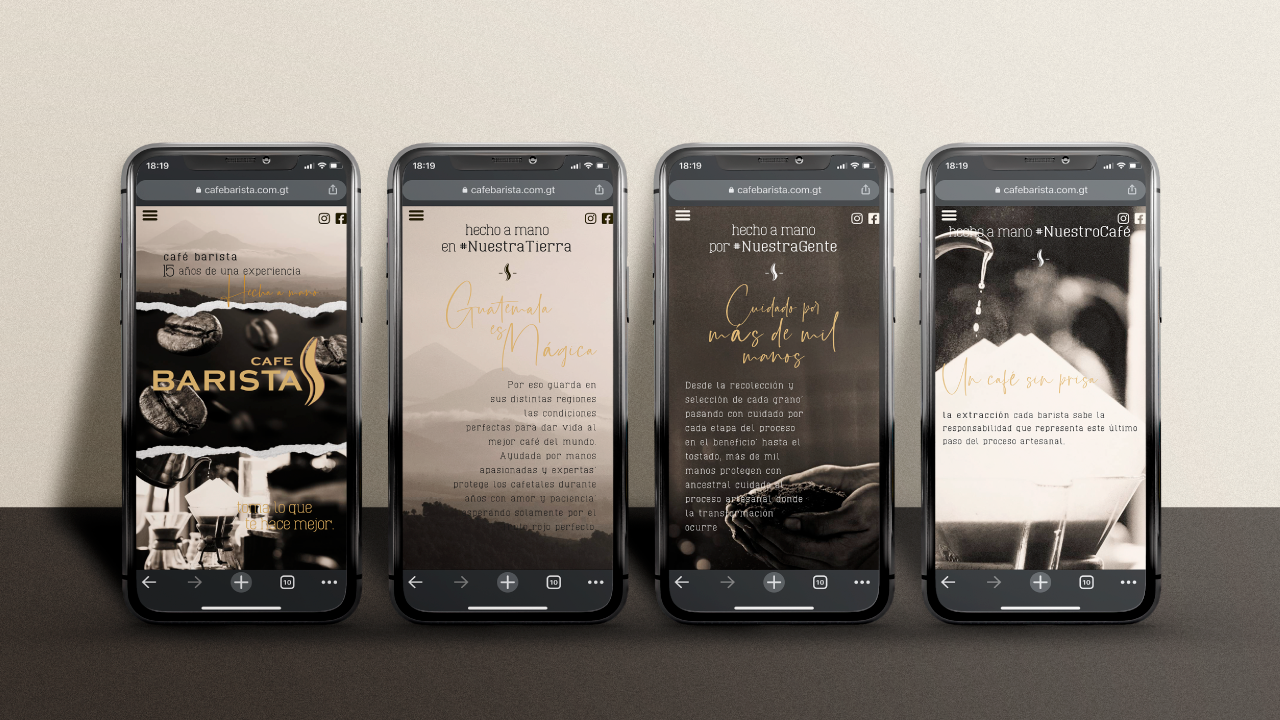 18:19
cafebarista.com.gt
café barista
15 años de una experiencia
Hecha a mano
CAFE
BARISTA
toma lo que
te hace mejor.
10
18:19
cafebarista.com.gt
hecho a mano
en #NuestraTierra
Guatemala
es
Mágica
Por eso guarda en
sus distintas regiones
las condiciones
perfectas para dar vida al
mejor café del mundo.
Ayudada por manos
apasionadas y expertas'
protege los cafetales durante
años con amor y paciencia'
esperando solamente por el
rojo perfecto.
10
18:19
cafebarista.com.gt
hecho a mano
por #NuestraGente
Cuidado por
más de mil
manos
Desde la recolección y
selección de cada grano'
pasando con cuidado por
cada etapa del proceso
en el beneficio' hasta el
tostado, más de mil
manos protegen con
ancestral cuidado el
proceso artesanal donde
la transformación
ocurre
10
18:19
cafebarista.com.gt
hecho a mano #NuestroCafé
Un café sin prisa
la extracción cada barista sabe la
responsabilidad que representa este último
paso del proceso artesanal.
10